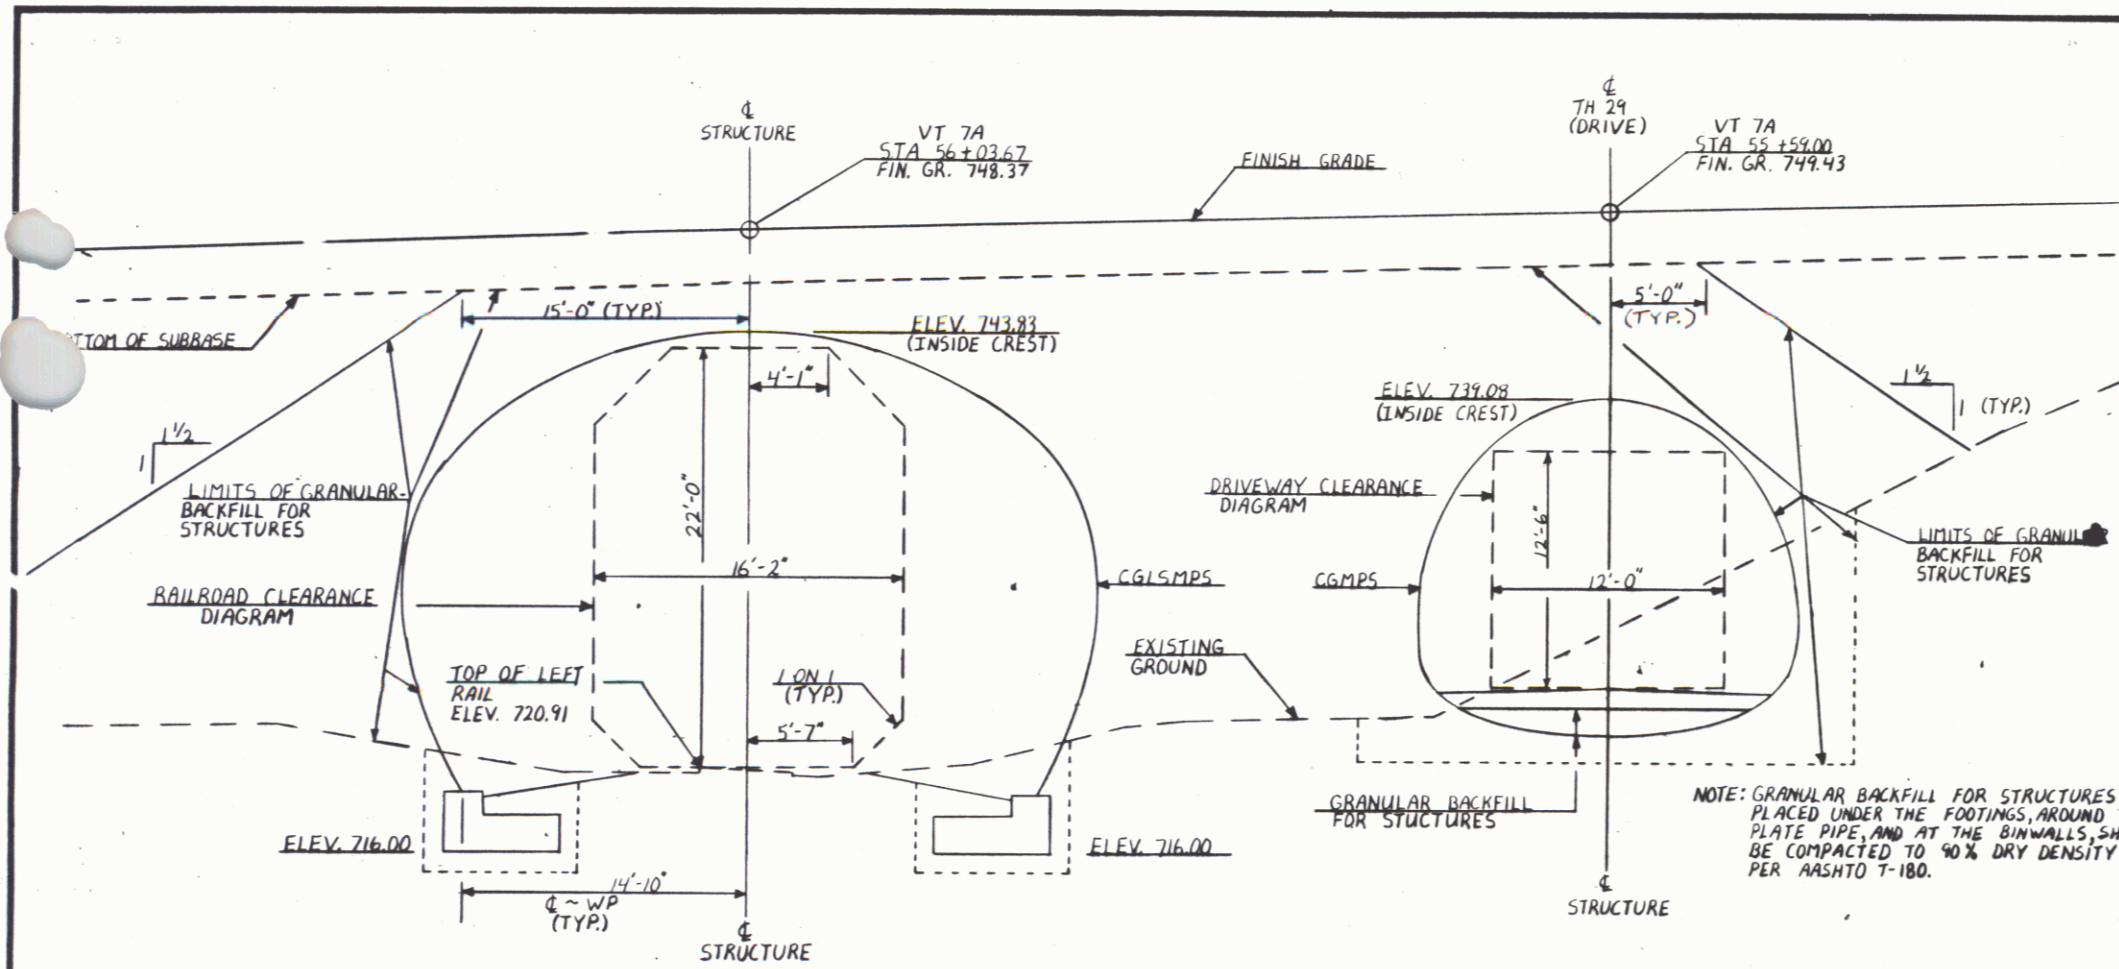 ℄
STRUCTURE
VT 7A
STA 56+03.67
FIN. GR. 748.37
FINISH GRADE
℄
TH 29
(DRIVE)
VT 7A
STA 55+59.00
FIN. GR. 749.43
15'-0" (TYP.)
TTOM OF SUBBASE
ELEV. 743.83
(INSIDE CREST)
4'-1"
5'-0"
(TYP.)
ELEV. 739.08
(INSIDE CREST)
1 1/2
1 (TYP.)
1 1/2
1
LIMITS OF GRANULAR
BACKFILL FOR
STRUCTURES
22'-0"
16'-2"
RAILROAD CLEARANCE
DIAGRAM
CGLSMPS
CGMPS
DRIVEWAY CLEARANCE
DIAGRAM
12'-6"
12'-0"
LIMITS OF
BACKFILL FOR
STRUCTURES
TOP OF LEFT
RAIL
ELEV. 720.91
1 ON 1
(TYP.)
5'-7"
EXISTING
GROUND
ELEV. 716.00
ELEV. 716.00
14'-10"
℄ ~ WP
(TYP.)
℄
STRUCTURE
GRANULAR BACKFILL
FOR STUCTURES
℄
STRUCTURE
NOTE: GRANULAR BACKFILL FOR STRUCTURES
PLACED UNDER THE FOOTINGS, AROUND
PLATE PIPE, AND AT THE BINWALLS, SH
BE COMPACTED TO 90% DRY DENSITY
PER AASHTO T-180.